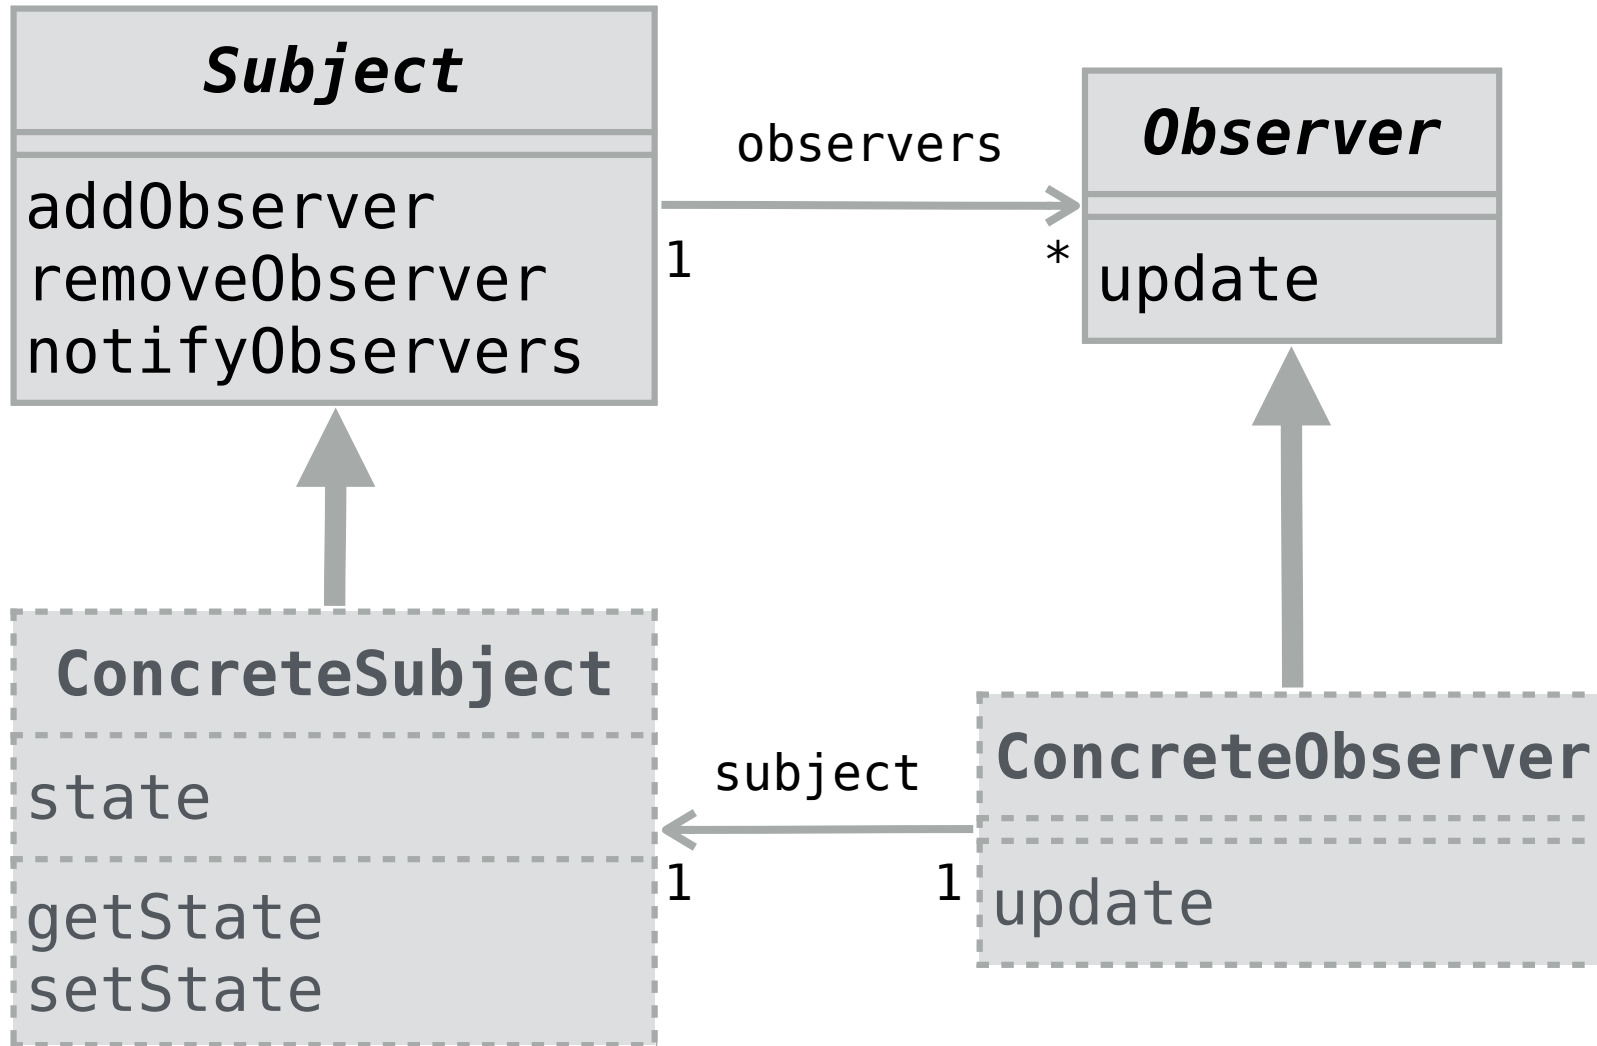 Subject
addObserver
removeObserver
notifyObservers
observers
1
*
Observer
update
ConcreteSubject
state
getState
setState
subject
1
1
ConcreteObserver
update